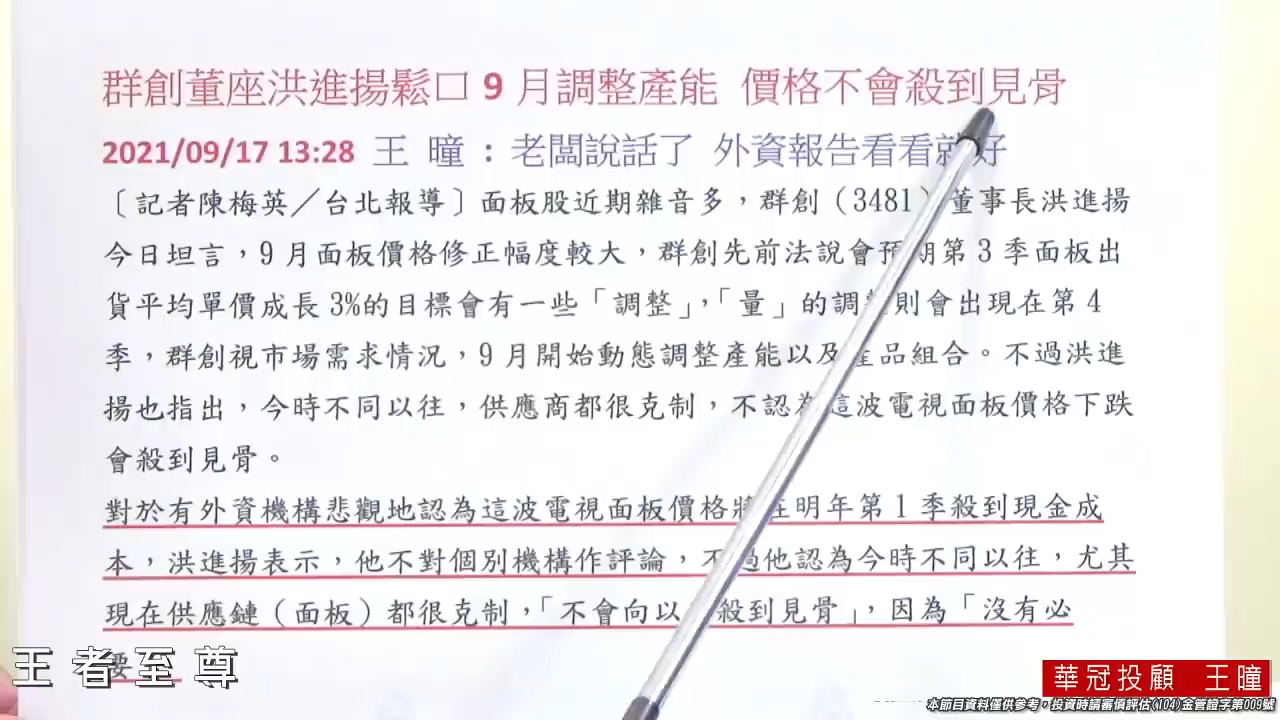 群創董座洪進揚鬆口 9 月調整產能 價格不會殺到見骨
2021/09/17 13:28 王 曈：老闆說話了 外資報告看看就好
〔記者陳梅英／台北報導〕面板股近期雜音多，群創（3481）董事長洪進揚
今日坦言，9 月面板價格修正幅度較大，群創先前法說會預期第 3 季面板出
貨平均單價成長 3%的目標會有一些「調整」，「量」的調整則會出現在第 4
季，群創視市場需求情況，9 月開始動態調整產能以及產品組合。不過洪進
揚也指出，今時不同以往，供應商都很克制，不認為這波電視面板價格下跌
會殺到見骨。
對於有外資機構悲觀地認為這波電視面板價格將在明年第 1 季殺到現金成
本，洪進揚表示，他不對個別機構作評論，不過他認為今時不同以往，尤其
現在供應鏈（面板）都很克制，「不會向以 殺到見骨」，因為「沒有必
要
王者至尊
華冠投顧 王曈
本節目資料僅供參考，投資時請審慎評估(104)金管證字第009號